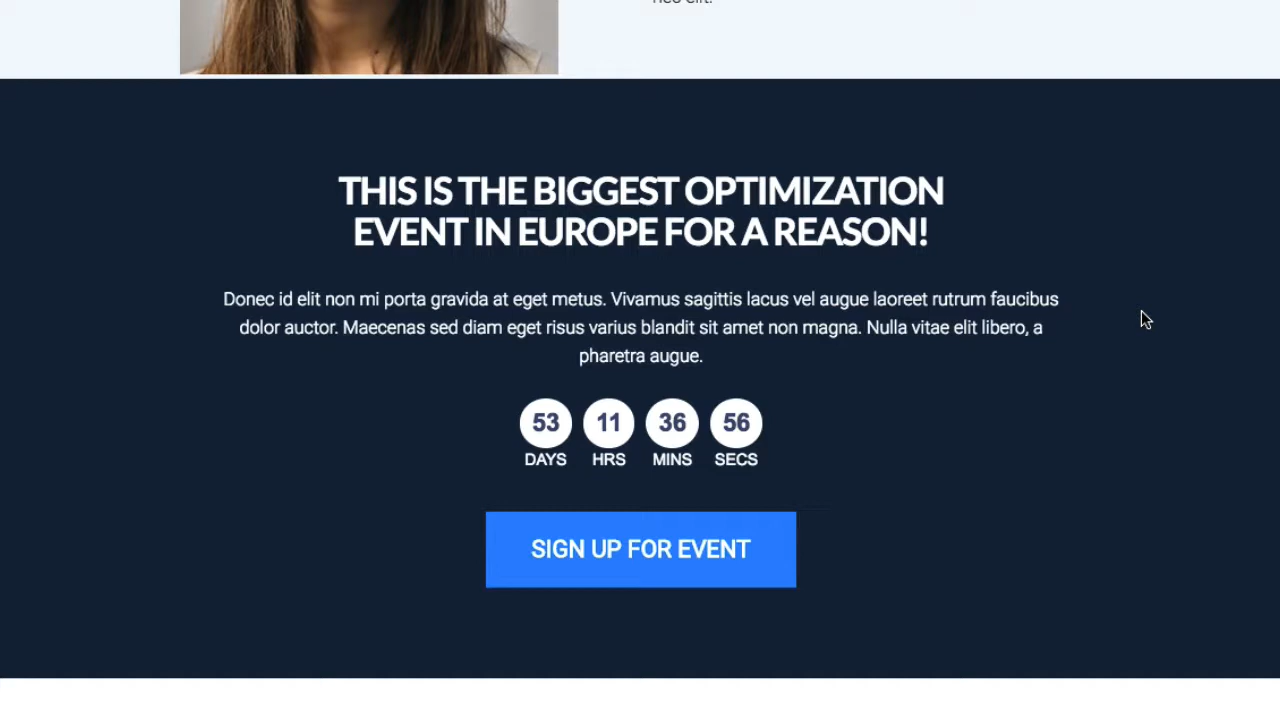 THIS IS THE BIGGEST OPTIMIZATION
EVENT IN EUROPE FOR A REASON!
Donec id elit non mi porta gravida at eget metus. Vivamus sagittis lacus vel augue laoreet rutrum faucibus
dolor auctor. Maecenas sed diam eget risus varius blandit sit amet non magna. Nulla vitae elit libero, a
pharetra augue.
53 11 36 56
DAYS HRS MINS SECS
SIGN UP FOR EVENT